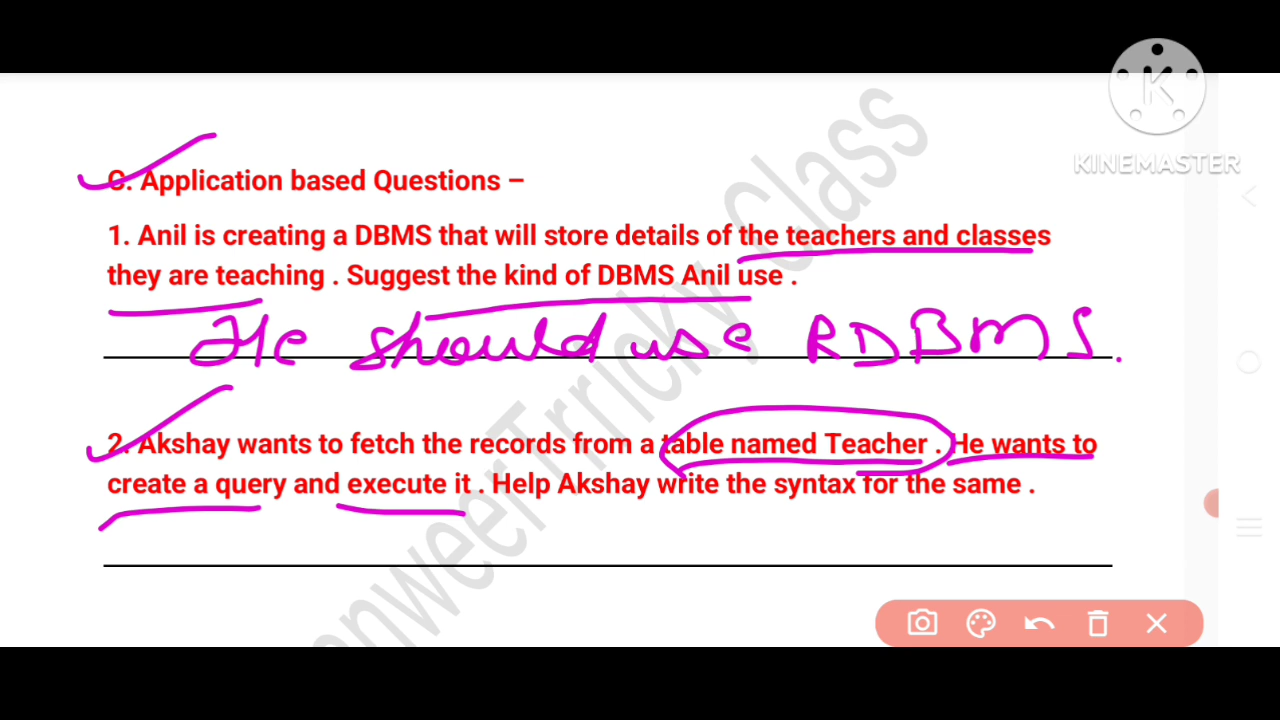 KINEMASTER
C. Application based Questions –
1. Anil is creating a DBMS that will store details of the teachers and classes
they are teaching . Suggest the kind of DBMS Anil use .
He should use RDBMS.
2. Akshay wants to fetch the records from a table named Teacher . He wants to
create a query and execute it . Help Akshay write the syntax for the same .
Trricky Class